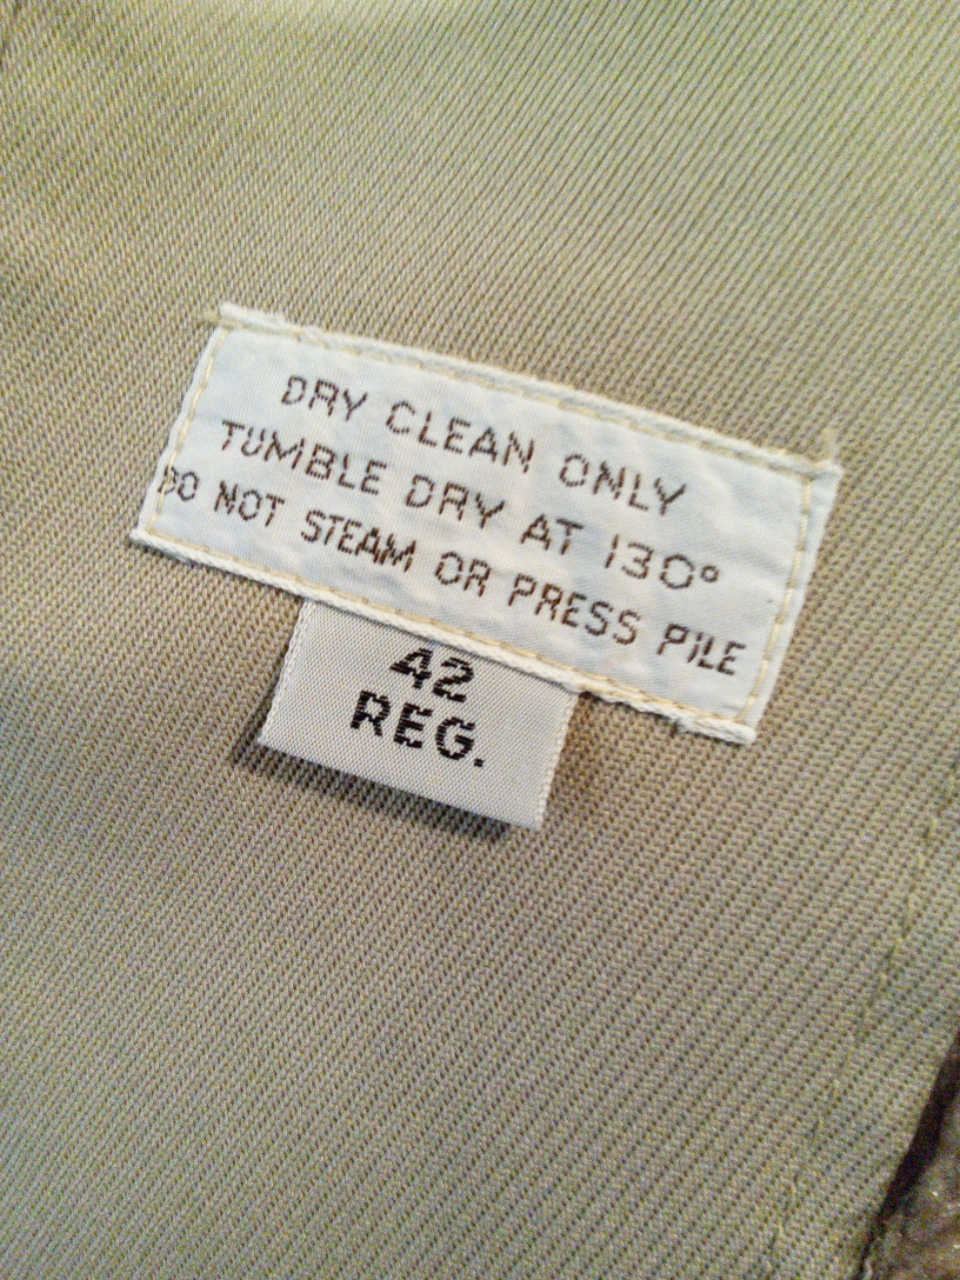 DRY CLEAN ONLY
TUMBLE DRY AT 130°
DO NOT STEAM OR PRESS PILE
42
REG.